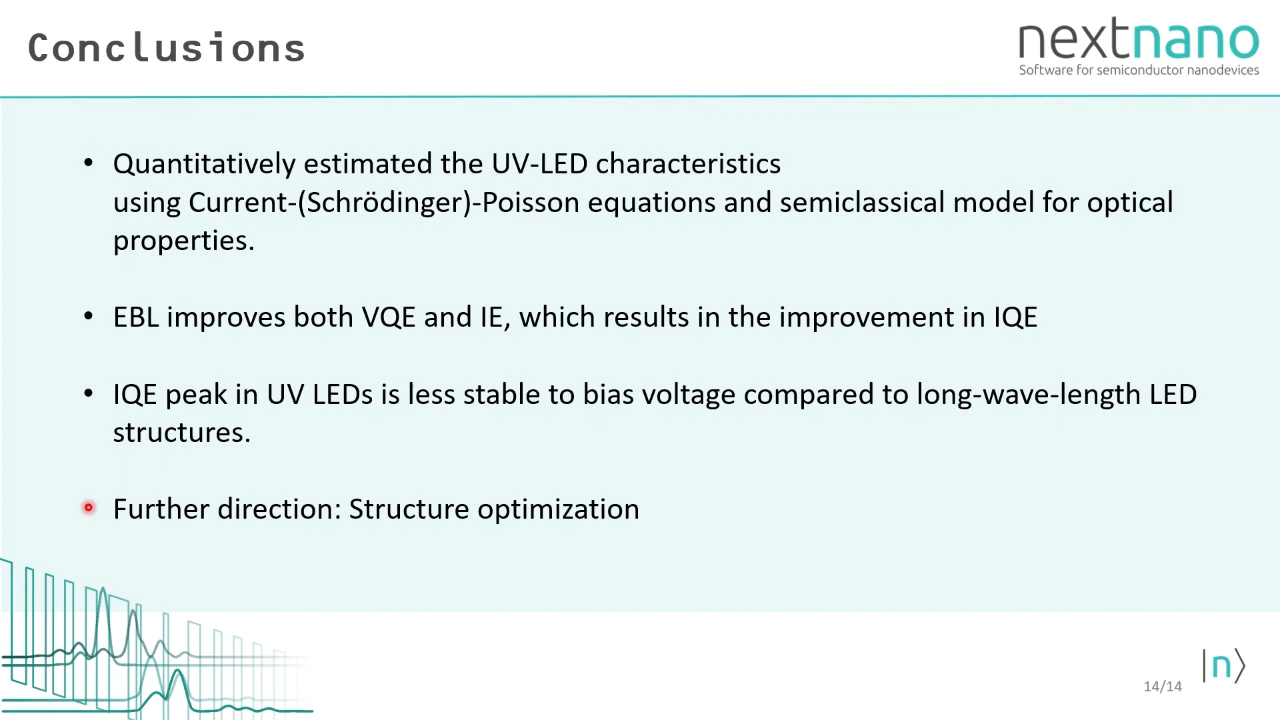 Conclusions
nextnano
Software for semiconductor nanodevices
• Quantitatively estimated the UV-LED characteristics
using Current-(Schrödinger)-Poisson equations and semiclassical model for optical
properties.
• EBL improves both VQE and IE, which results in the improvement in IQE
• IQE peak in UV LEDs is less stable to bias voltage compared to long-wave-length LED
structures.
Further direction: Structure optimization
|n⟩
14/14